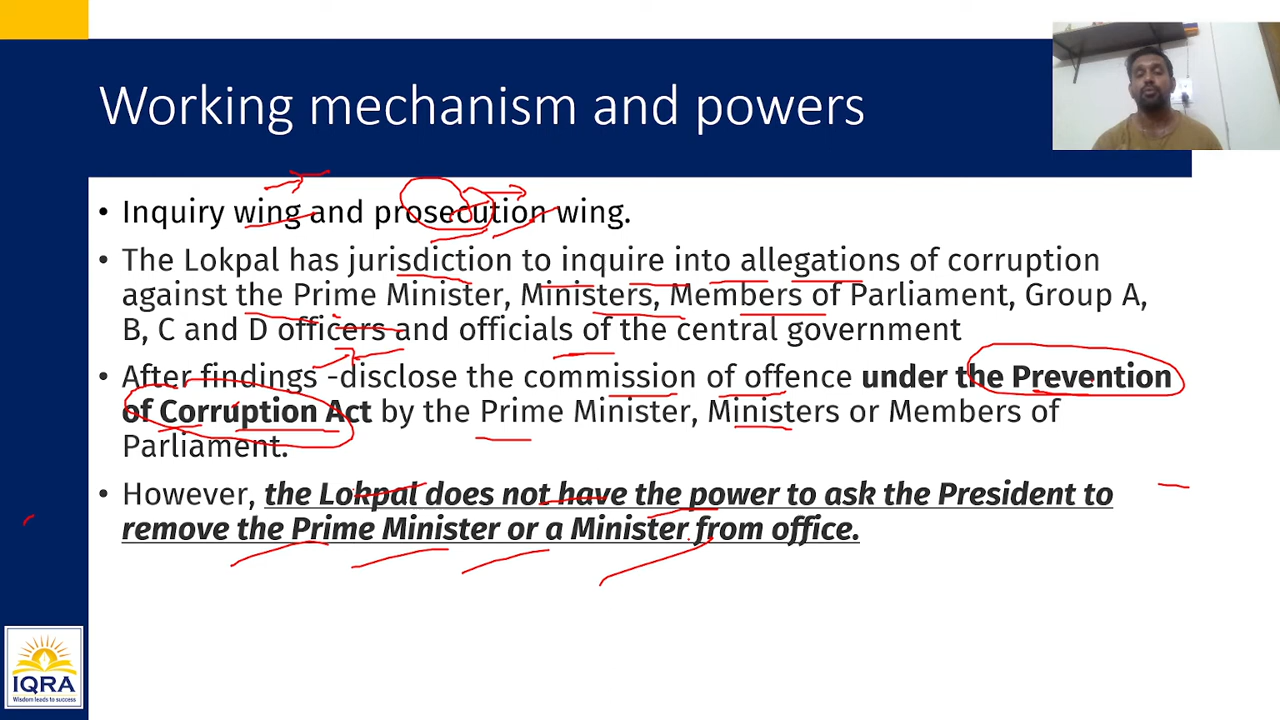 Working mechanism and powers
• Inquiry wing and prosecution wing.
• The Lokpal has jurisdiction to inquire into allegations of corruption
against the Prime Minister, Ministers, Members of Parliament, Group A,
B, C and D officers and officials of the central government
• After findings -disclose the commission of offence under the Prevention
of Corruption Act by the Prime Minister, Ministers or Members of
Parliament.
• However, the Lokpal does not have the power to ask the President to
remove the Prime Minister or a Minister from office.
IQRA
Wisdom leads to success